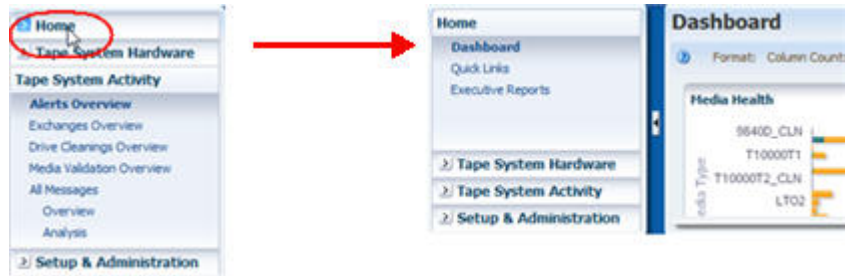 Home
Tape System Hardware
Tape System Activity
Alerts Overview
Exchanges Overview
Drive Cleanings Overview
Media Validation Overview
All Messages
Overview
Analysis
Setup & Administration
Home
Dashboard
Quick Links
Executive Reports
Tape System Hardware
Tape System Activity
Setup & Administration
Dashboard
Format: Column Count:
Media Health
9840D_CLN
T10000T1
T10000T2_CLN
LTO2
edia Type